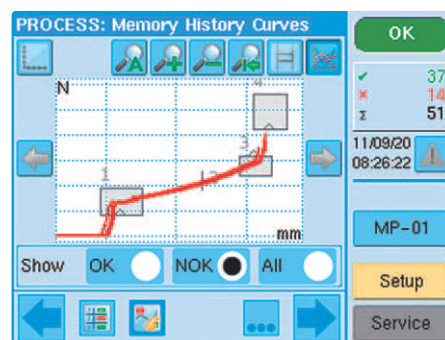 PROCESS: Memory History Curves
OK
A
N
4
3
2
1
mm
✔ 37
✖ 14
Σ 51
11/09/20
08:26:22
MP-01
Show OK NOK All
Setup
Service